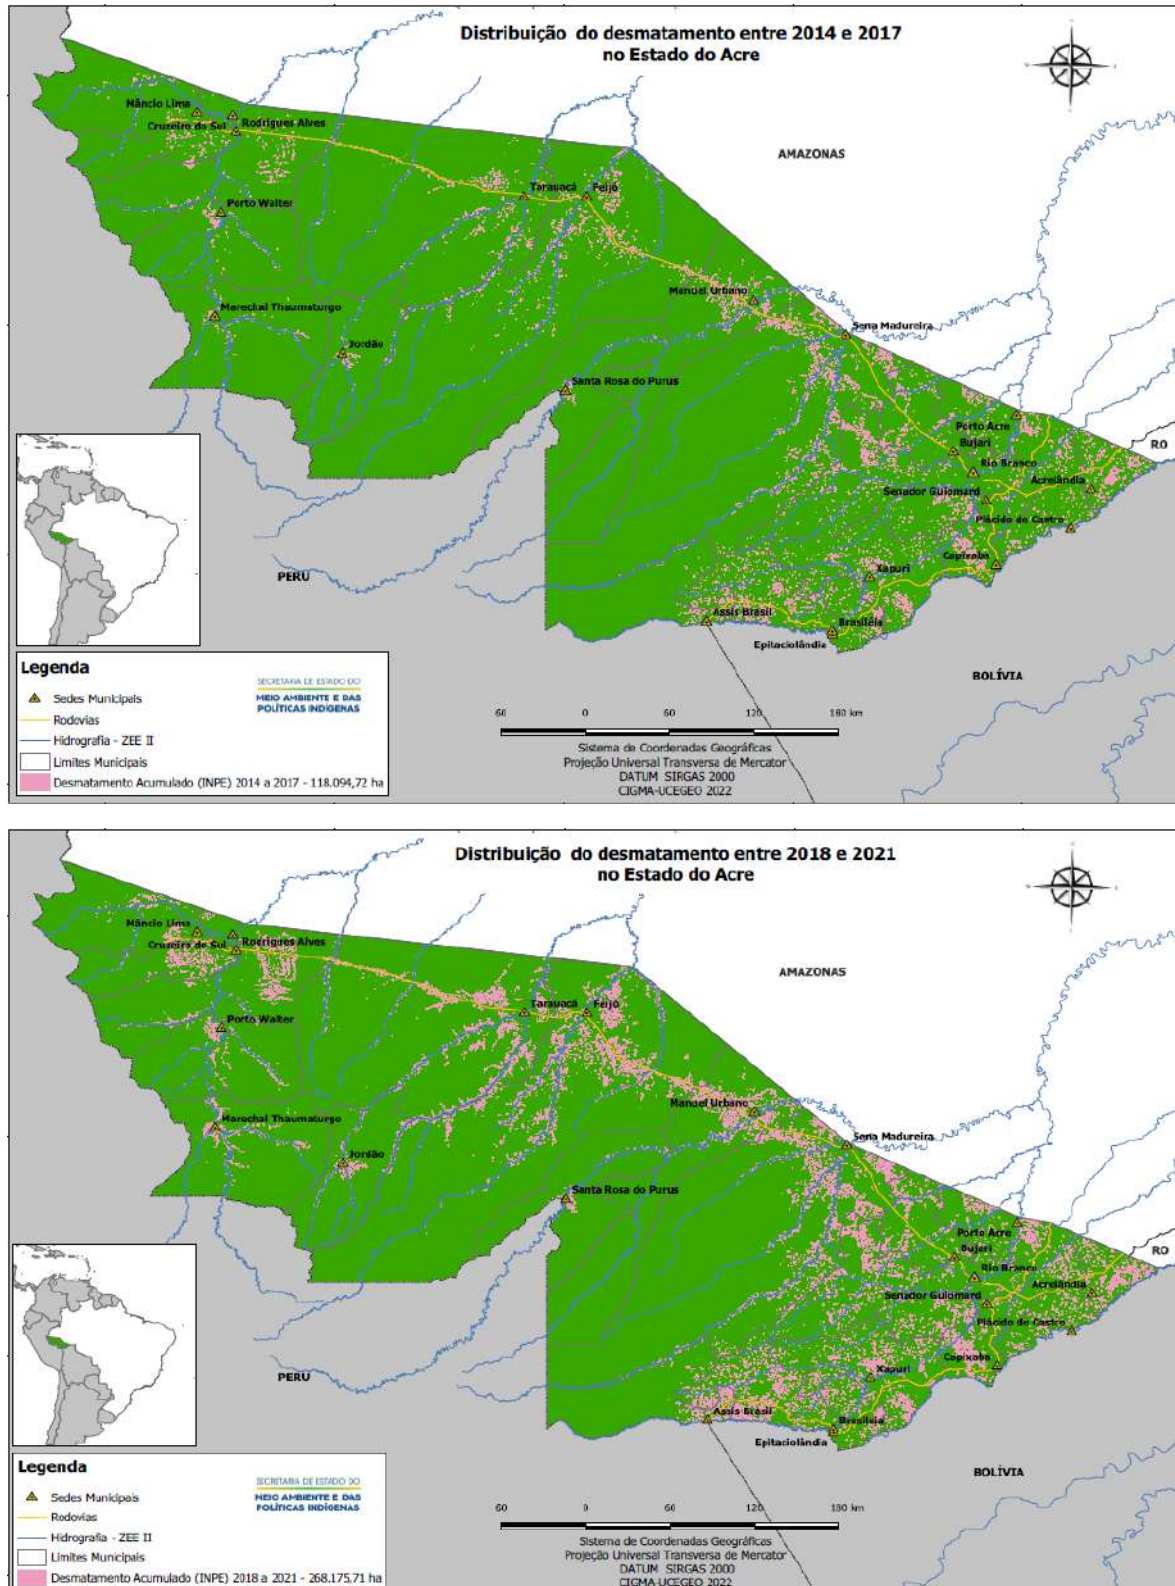 Distribuição do desmatamento entre 2014 e 2017
no Estado do Acre
AMAZONAS
Mâncio Lima
Cruzeiro do Sul
Rodrigues Alves
Tarauacá
Feijó
Porto Walter
Manuel Urbano
Marechal Thaumaturgo
Sena Madureira
Jordão
Santa Rosa do Purus
Porto Acre
RO
Bujari
Rio Branco
Acrelândia
Senador Guiomard
Plácido de Castro
Capixaba
Xapuri
PERU
Assis Brasil
Brasiléia
Epitaciolândia
BOLÍVIA
Legenda
SECRETARIA DE ESTADO DO
MEIO AMBIENTE E DAS
POLÍTICAS INDÍGENAS
Sedes Municipais
Rodovias
Hidrografia - ZEE II
Limites Municipais
Desmatamento Acumulado (INPE) 2014 a 2017 - 118.094,72 ha
60 0 60 120 180 km
Sistema de Coordenadas Geográficas
Projeção Universal Transversa de Mercator
DATUM SIRGAS 2000
CIGMA-UCEGEO 2022
Distribuição do desmatamento entre 2018 e 2021
no Estado do Acre
AMAZONAS
Mâncio Lima
Cruzeiro do Sul
Rodrigues Alves
Tarauacá
Feijó
Porto Walter
Manuel Urbano
Marechal Thaumaturgo
Sena Madureira
Jordão
Santa Rosa do Purus
Porto Acre
RO
Bujari
Rio Branco
Acrelândia
Senador Guiomard
Plácido de Castro
Capixaba
Xapuri
PERU
Assis Brasil
Brasiléia
Epitaciolândia
BOLÍVIA
Legenda
SECRETARIA DE ESTADO DO
MEIO AMBIENTE E DAS
POLÍTICAS INDÍGENAS
Sedes Municipais
Rodovias
Hidrografia - ZEE II
Limites Municipais
Desmatamento Acumulado (INPE) 2018 a 2021 - 268.175,71 ha
60 0 60 120 180 km
Sistema de Coordenadas Geográficas
Projeção Universal Transversa de Mercator
DATUM SIRGAS 2000
CIGMA-UCEGEO 2022